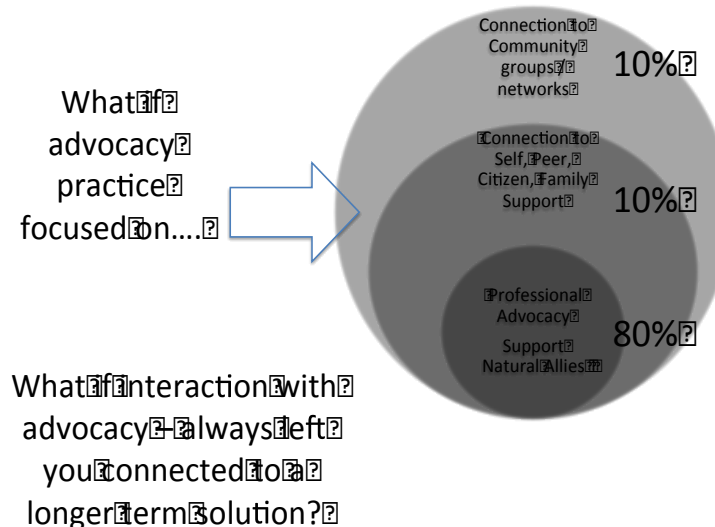 What if
advocacy
practice
focused on….
Connection to
Community
groups /
networks
10%
Connection to
Self, Peer,
Citizen, Family
Support
10%
Professional
Advocacy
Support
Natural Allies
80%
What if interaction with
advocacy – always left
you connected to a
longer term solution?